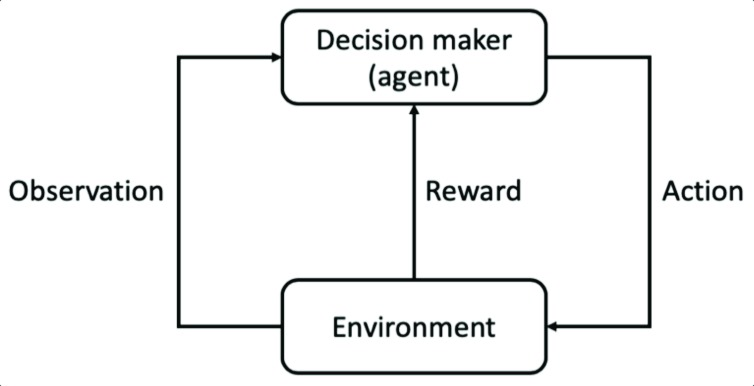 Decision maker
(agent)
Observation
Reward
Action
Environment